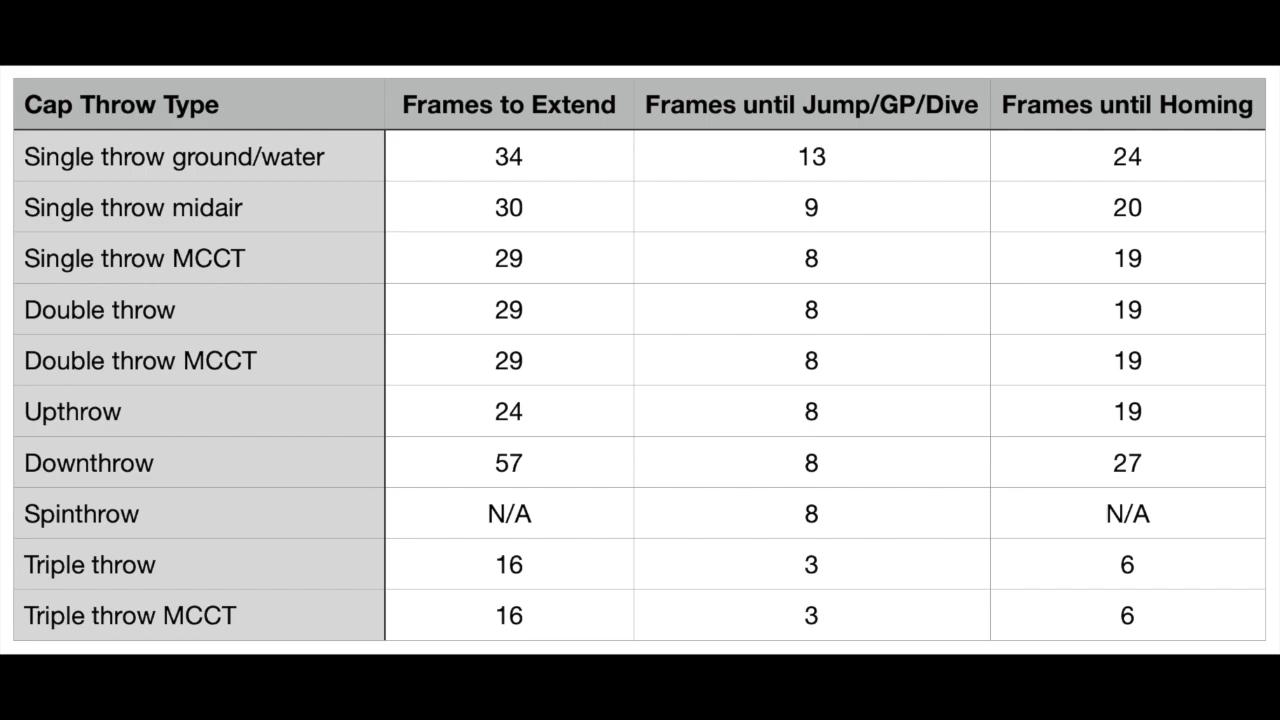 Cap Throw Type Frames to Extend Frames until Jump/GP/Dive Frames until Homing
Single throw ground/water 34 13 24
Single throw midair 30 9 20
Single throw MCCT 29 8 19
Double throw 29 8 19
Double throw MCCT 29 8 19
Upthrow 24 8 19
Downthrow 57 8 27
Spinthrow N/A 8 N/A
Triple throw 16 3 6
Triple throw MCCT 16 3 6